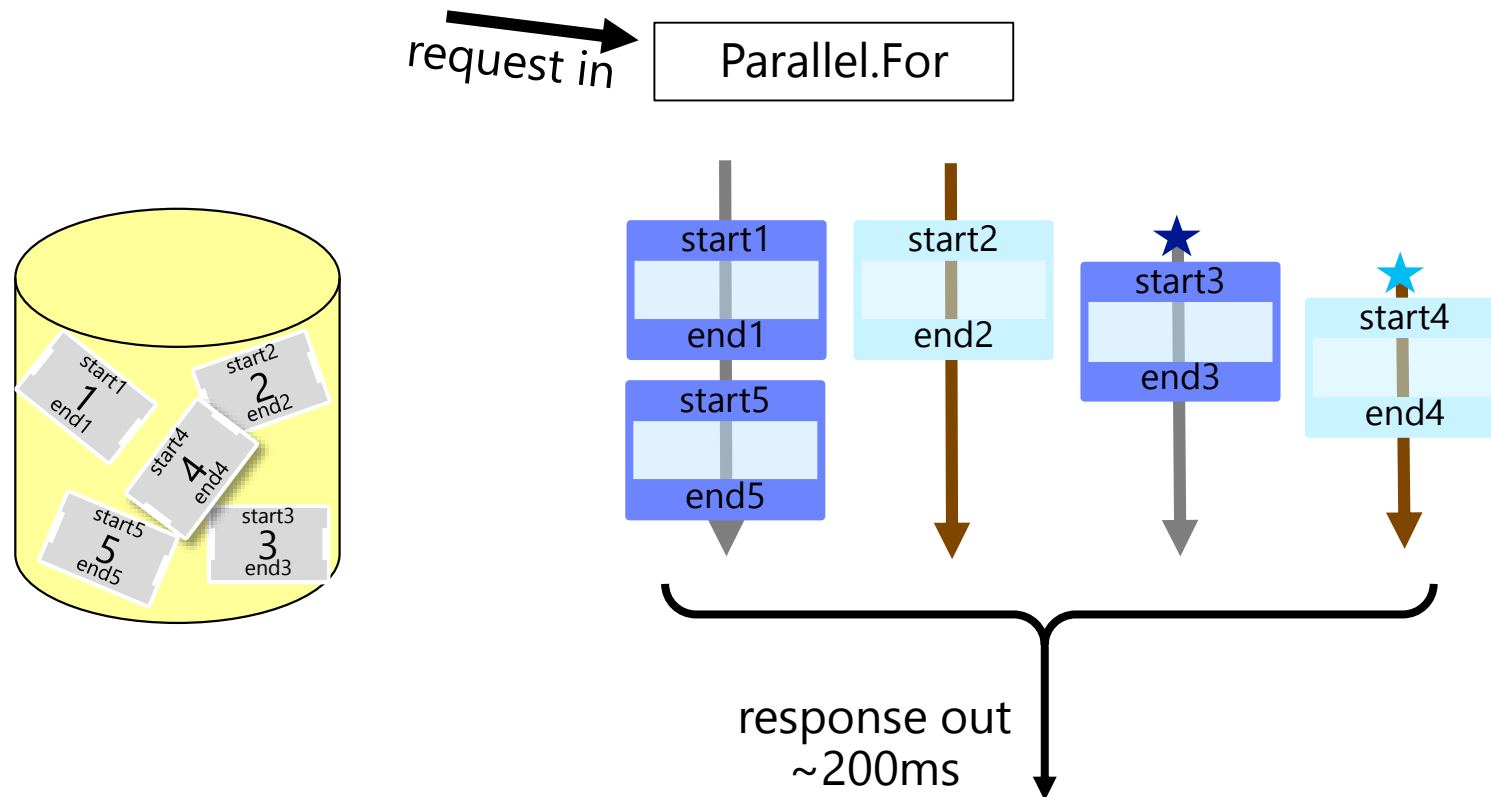 request in
Parallel.For
start1
1
end1
start2
2
end2
start4
4
end4
start5
5
end5
start3
3
end3
start1
end1
start5
end5
start2
end2
start3
end3
start4
end4
response out
~200ms